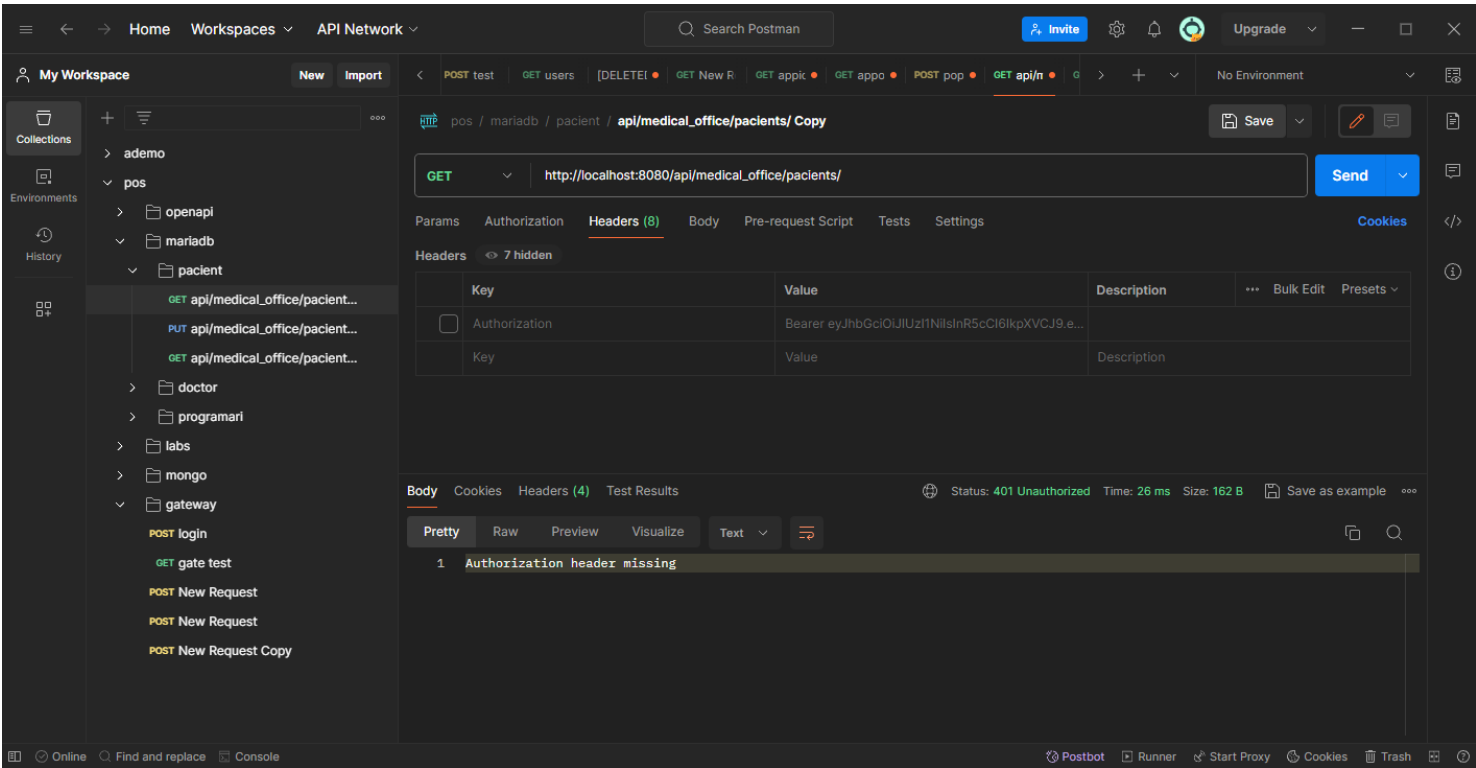 Home Workspaces API Network Search Postman Invite Upgrade
My Workspace New Import POST test GET users [DELETE] GET New R GET appic GET appo POST pop GET api/n G No Environment
Collections
HTTP pos / mariadb / pacient / api/medical_office/pacients/ Copy Save
ademo
pos
GET http://localhost:8080/api/medical_office/pacients/ Send
Environments
openapi
Params Authorization Headers (8) Body Pre-request Script Tests Settings Cookies
mariadb
History
Headers 7 hidden
pacient
Key Value Description Bulk Edit Presets
GET api/medical_office/pacient...
Authorization
PUT api/medical_office/pacient...
Key Value Description
GET api/medical_office/pacient...
doctor
programari
labs
mongo
Body Cookies Headers (4) Test Results Status: 401 Unauthorized Time: 26 ms Size: 162 B Save as example
gateway
Pretty Raw Preview Visualize Text
POST login
1 Authorization header missing
GET gate test
POST New Request
POST New Request
POST New Request Copy
Online Find and replace Console Postbot Runner Start Proxy Cookies Trash